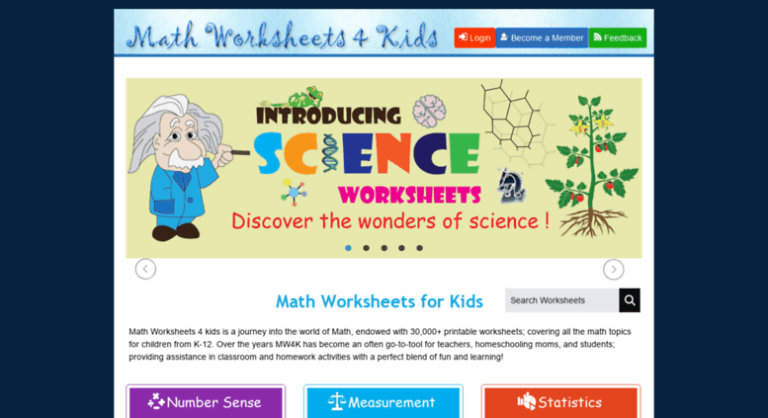 Math Worksheets 4 Kids
Login Become a Member Feedback
INTRODUCING
SCIENCE
WORKSHEETS
Discover the wonders of science !
Math Worksheets for Kids
Search Worksheets
Math Worksheets 4 kids is a journey into the world of Math, endowed with 30,000+ printable worksheets; covering all the math topics
for children from K-12. Over the years MW4K has become an often go-to-tool for teachers, homeschooling moms, and students;
providing assistance in classroom and homework activities with a perfect blend of fun and learning!
Number Sense
Measurement
Statistics